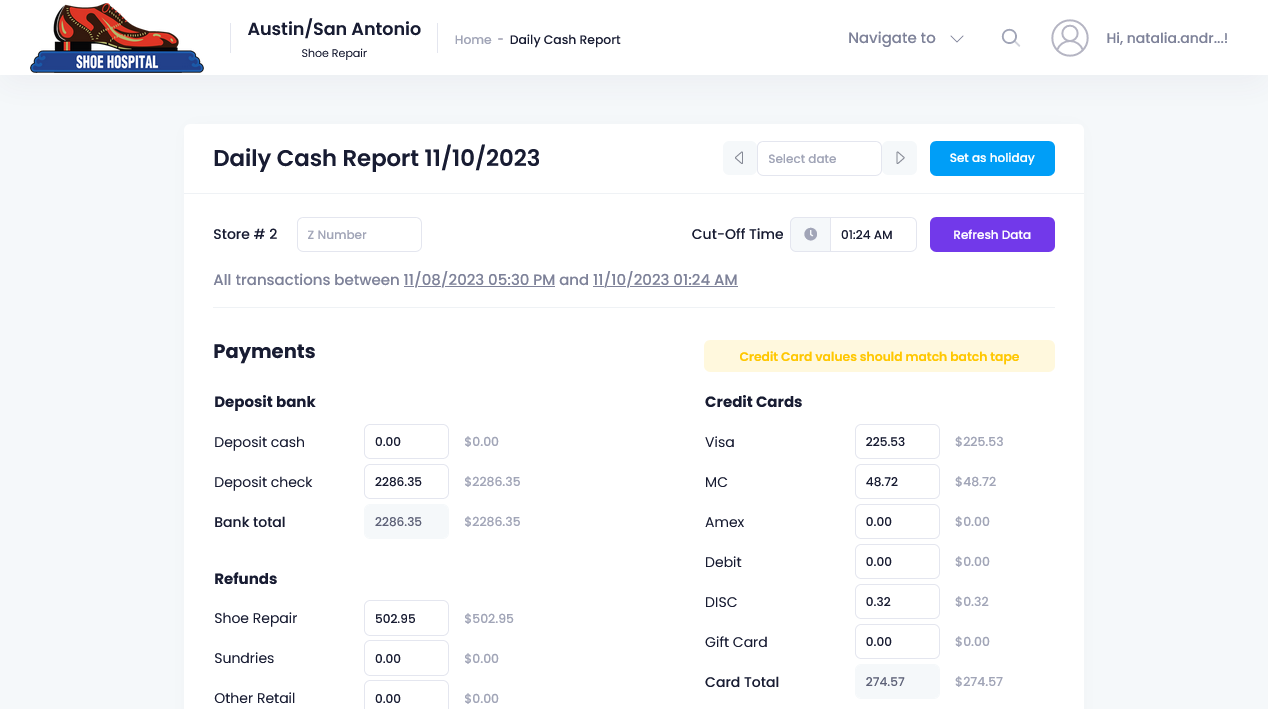 SHOE HOSPITAL
Austin/San Antonio
Shoe Repair
Home - Daily Cash Report
Navigate to
Hi, natalia.andr...!
Daily Cash Report 11/10/2023
Select date
Set as holiday
Store # 2
Z Number
Cut-Off Time
01:24 AM
Refresh Data
All transactions between 11/08/2023 05:30 PM and 11/10/2023 01:24 AM
Payments
Credit Card values should match batch tape
Deposit bank
Deposit cash 0.00 $0.00
Deposit check 2286.35 $2286.35
Bank total 2286.35 $2286.35
Refunds
Shoe Repair 502.95 $502.95
Sundries 0.00 $0.00
Other Retail 0.00 $0.00
Credit Cards
Visa 225.53 $225.53
MC 48.72 $48.72
Amex 0.00 $0.00
Debit 0.00 $0.00
DISC 0.32 $0.32
Gift Card 0.00 $0.00
Card Total 274.57 $274.57